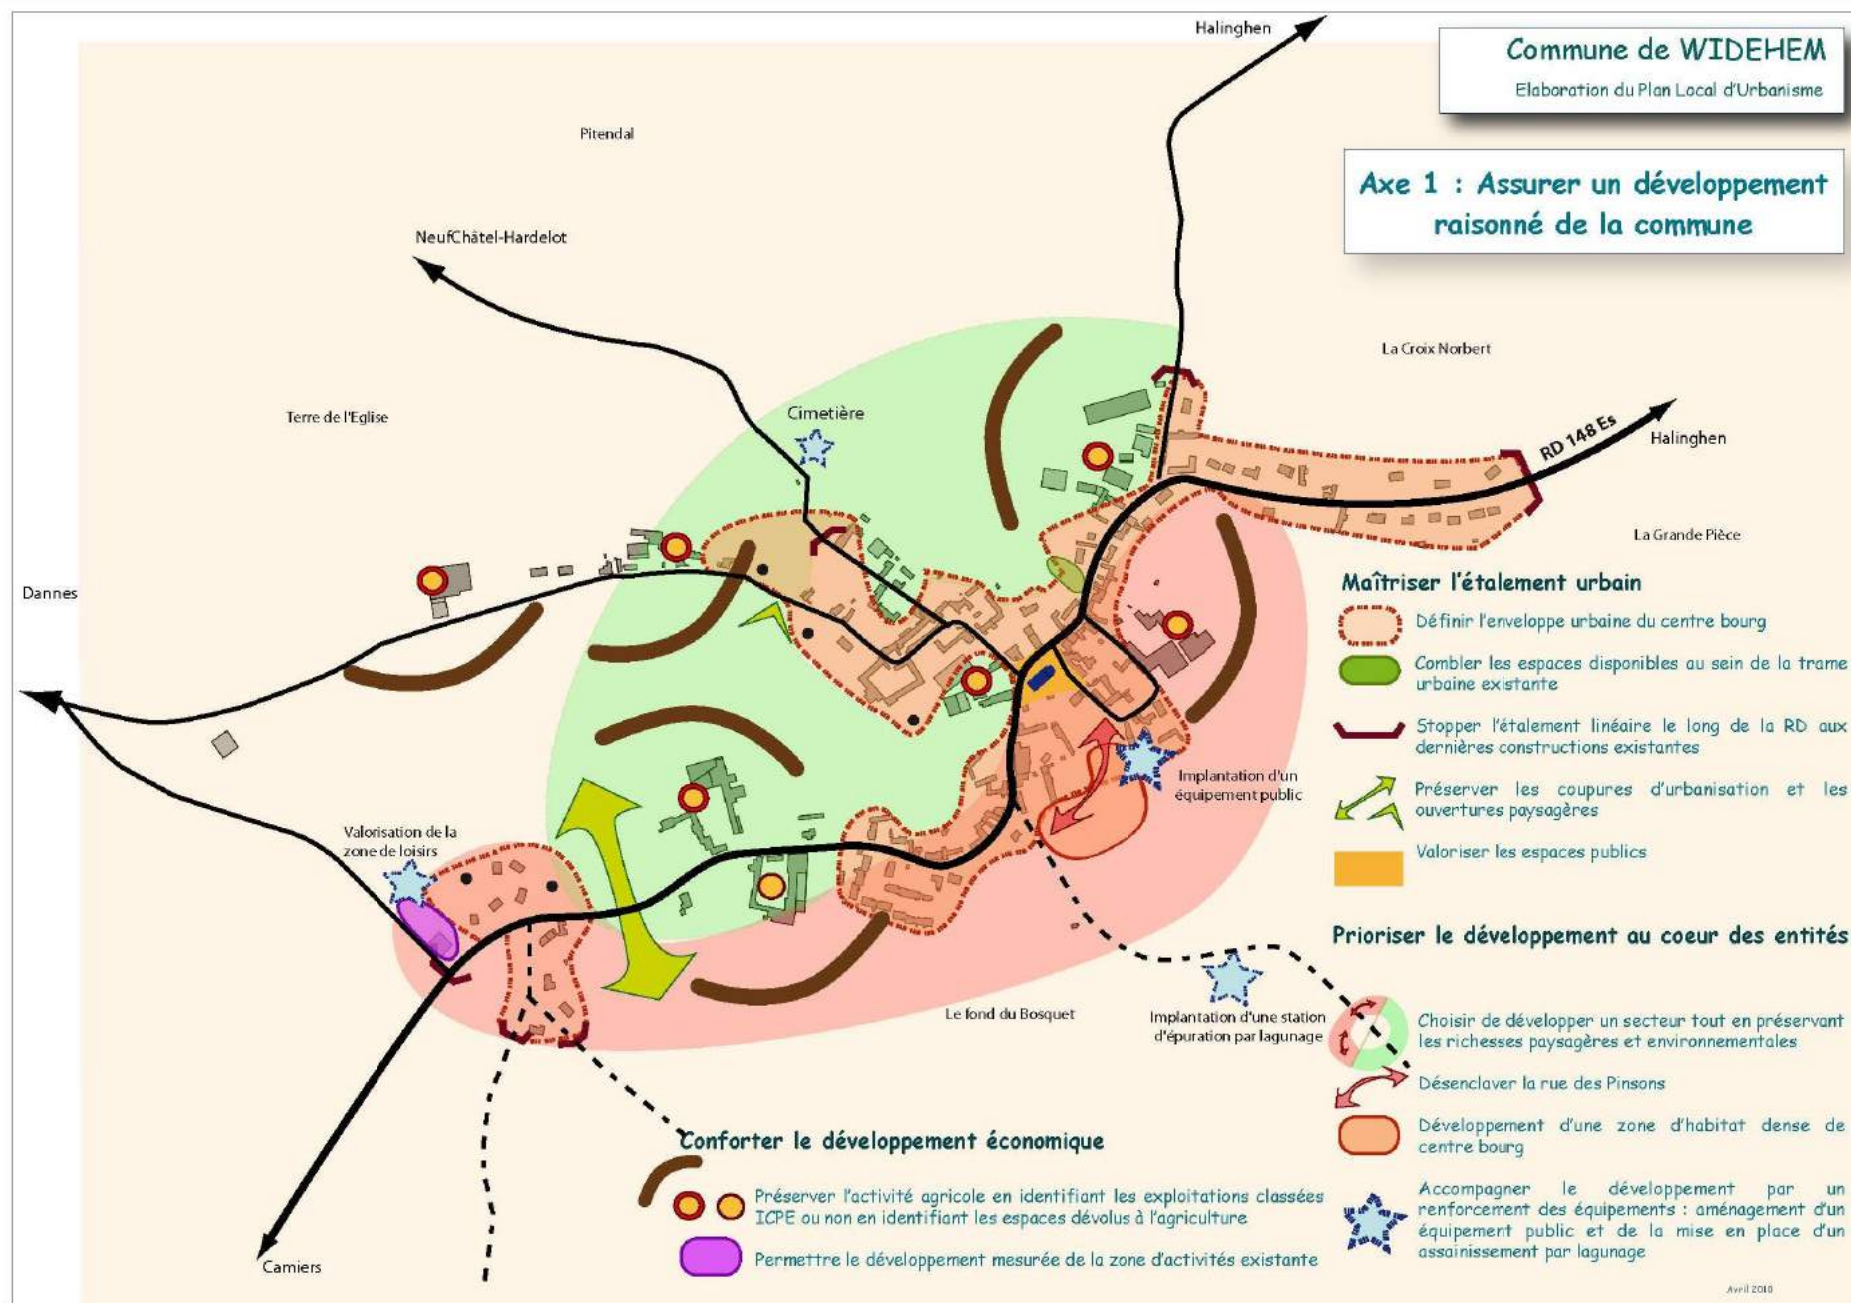 Halinghen
Commune de WIDEHEM
Elaboration du Plan Local d'Urbanisme
Axe 1 : Assurer un développement
raisonné de la commune
Pitendal
NeufChâtel-Hardelot
La Croix Norbert
Terre de l'Eglise
Cimetière
RD 148 Es
Halinghen
La Grande Pièce
Dannes
Implantation d'un
équipement public
Valorisation de la
zone de loisirs
Le fond du Bosquet
Implantation d'une station
d'épuration par lagunage
Camiers
Maîtriser l'étalement urbain
Définir l'enveloppe urbaine du centre bourg
Combler les espaces disponibles au sein de la trame
urbaine existante
Stopper l'étalement linéaire le long de la RD aux
dernières constructions existantes
Préserver les coupures d'urbanisation et les
ouvertures paysagères
Valoriser les espaces publics
Prioriser le développement au coeur des entités
Choisir de développer un secteur tout en préservant
les richesses paysagères et environnementales
Désenclaver la rue des Pinsons
Développement d'une zone d'habitat dense de
centre bourg
Accompagner le développement par un
renforcement des équipements : aménagement d'un
équipement public et de la mise en place d'un
assainissement par lagunage
Conforter le développement économique
Préserver l'activité agricole en identifiant les exploitations classées
ICPE ou non en identifiant les espaces dévolus à l'agriculture
Permettre le développement mesurée de la zone d'activités existante
Avril 2010